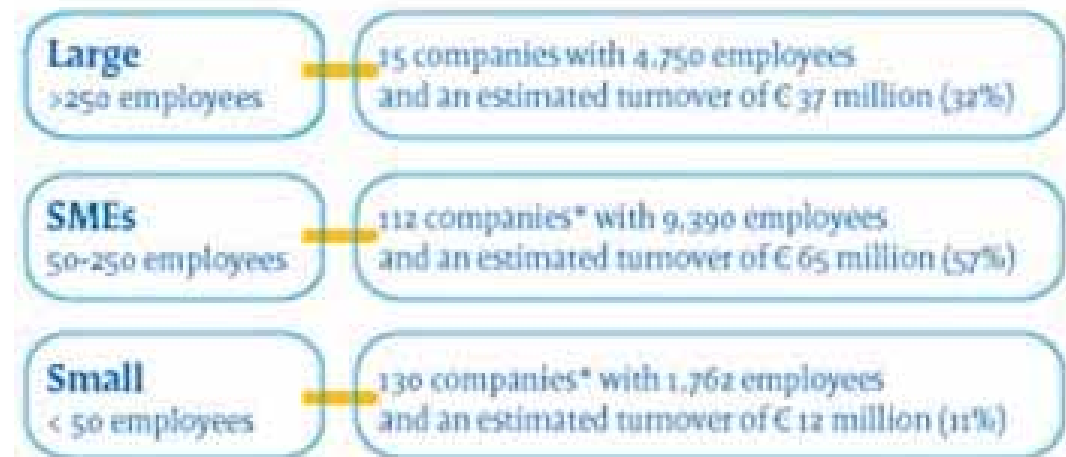 Large
>250 employees
15 companies with 4,750 employees
and an estimated turnover of € 37 million (32%)
SMEs
50-250 employees
112 companies* with 9,390 employees
and an estimated turnover of € 65 million (57%)
Small
< 50 employees
130 companies* with 1,762 employees
and an estimated turnover of € 12 million (11%)